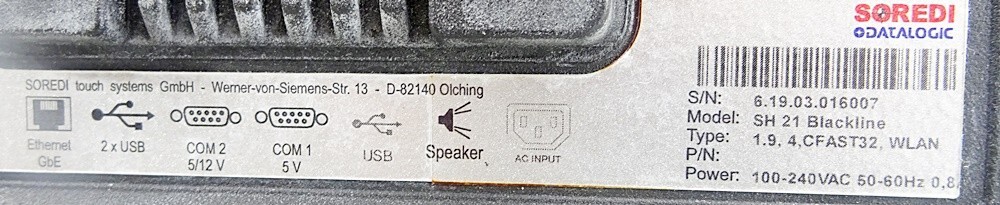 SOREDI
DATALOGIC
SOREDI touch systems GmbH - Werner-von-Siemens-Str. 13 - D-82140 Olching
Ethernet
GbE
2 x USB
COM 2
5/12 V
COM 1
5 V
USB
Speaker
AC INPUT
S/N: 6.19.03.016007
Model: SH 21 Blackline
Type: 1.9, 4,CFAST32, WLAN
P/N:
Power: 100-240VAC 50-60Hz 0,8